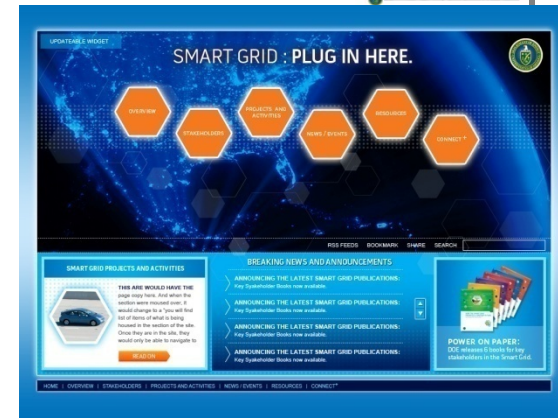 UPDATEABLE WIDGET
SMART GRID : PLUG IN HERE.
OVERVIEW
STAKEHOLDERS
PROJECTS AND
ACTIVITIES
NEWS / EVENTS
RESOURCES
CONNECT+
RSS FEEDS BOOKMARK SHARE SEARCH
SMART GRID PROJECTS AND ACTIVITIES
THIS ARE WOULD HAVE THE
page copy here. And when the
section were moused over, it
would change to a "you will find
list of items of what is being
housed in the section of the site.
Once they are in the site, they
would only be able to navigate to
READ ON
BREAKING NEWS AND ANNOUNCEMENTS
ANNOUNCING THE LATEST SMART GRID PUBLICATIONS:
Key Syakeholder Books now available.
ANNOUNCING THE LATEST SMART GRID PUBLICATIONS:
Key Syakeholder Books now available.
ANNOUNCING THE LATEST SMART GRID PUBLICATIONS:
Key Syakeholder Books now available.
ANNOUNCING THE LATEST SMART GRID PUBLICATIONS:
Key Syakeholder Books now available.
POWER ON PAPER:
DOE releases 6 books for key
stakeholders in the Smart Grid.
HOME | OVERVIEW | STAKEHOLDERS | PROJECTS AND ACTIVITIES | NEWS / EVENTS | RESOURCES | CONNECT+